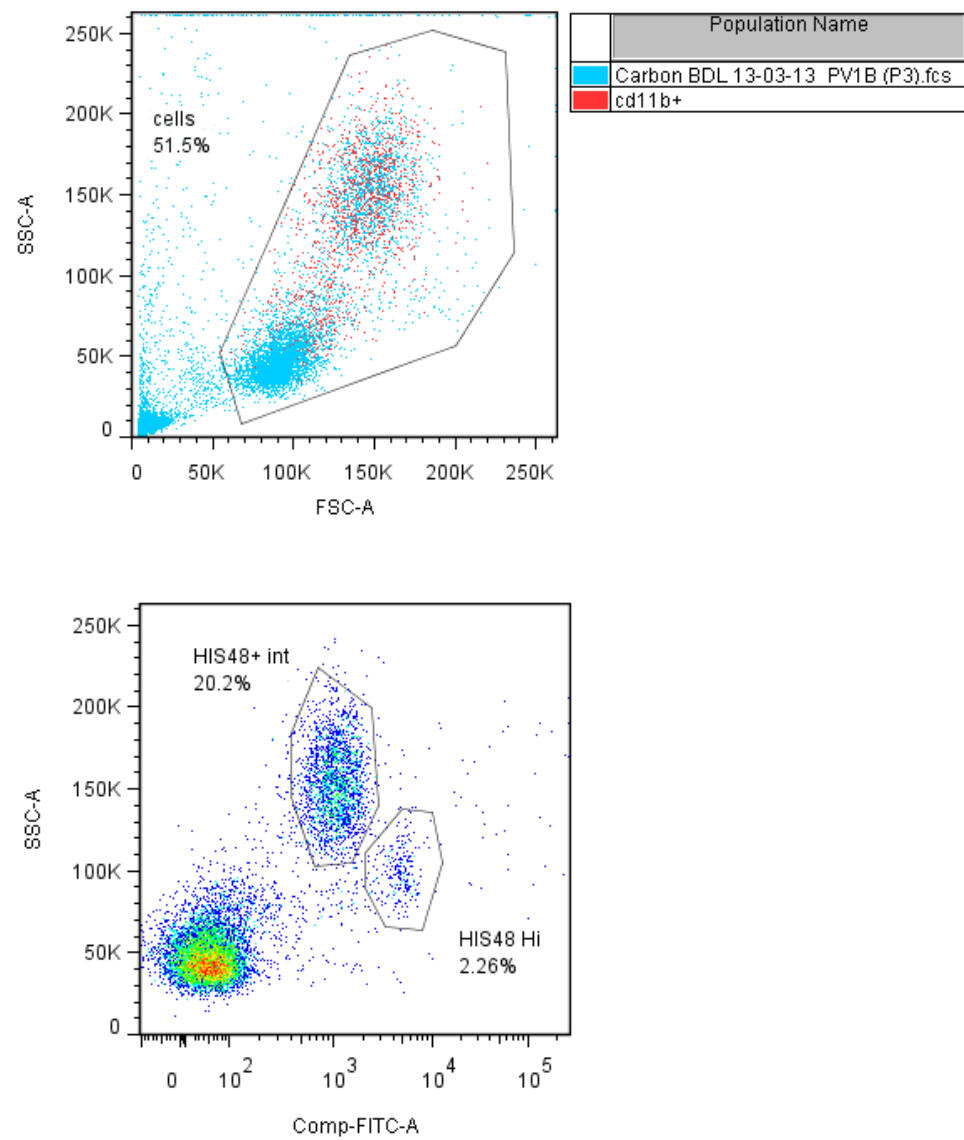 Population Name
Carbon BDL 13-03-13 PV1B (P3).fcs
cd11b+
250K
200K
150K
100K
50K
0
SSC-A
cells
51.5%
0 50K 100K 150K 200K 250K
FSC-A
250K
200K
150K
100K
50K
0
SSC-A
HIS48+ int
20.2%
HIS48 Hi
2.26%
0 10^2 10^3 10^4 10^5
Comp-FITC-A